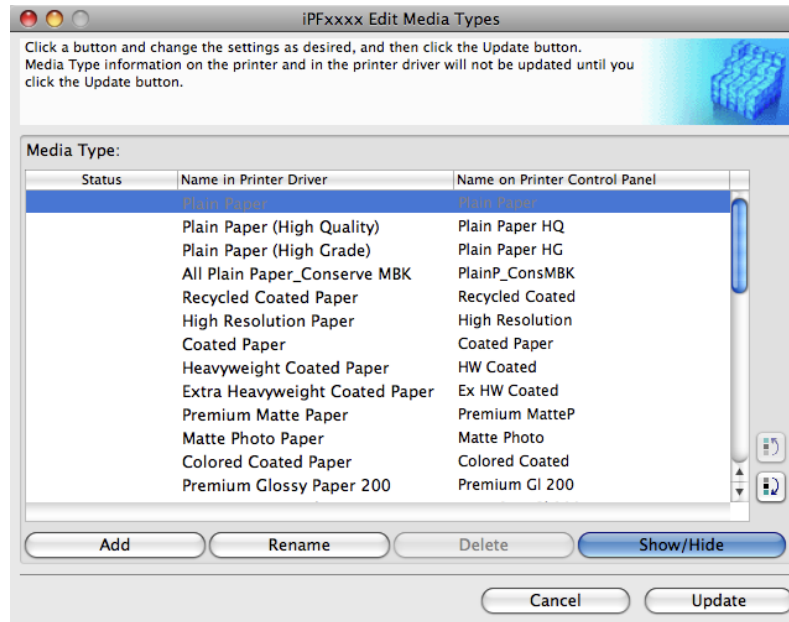 iPFxxxx Edit Media Types
Click a button and change the settings as desired, and then click the Update button.
Media Type information on the printer and in the printer driver will not be updated until you
click the Update button.
Media Type:
Status Name in Printer Driver Name on Printer Control Panel
Plain Paper Plain Paper
Plain Paper (High Quality) Plain Paper HQ
Plain Paper (High Grade) Plain Paper HG
All Plain Paper_Conserve MBK PlainP_ConsMBK
Recycled Coated Paper Recycled Coated
High Resolution Paper High Resolution
Coated Paper Coated Paper
Heavyweight Coated Paper HW Coated
Extra Heavyweight Coated Paper Ex HW Coated
Premium Matte Paper Premium MatteP
Matte Photo Paper Matte Photo
Colored Coated Paper Colored Coated
Premium Glossy Paper 200 Premium Gl 200
Add Rename Delete Show/Hide
Cancel Update